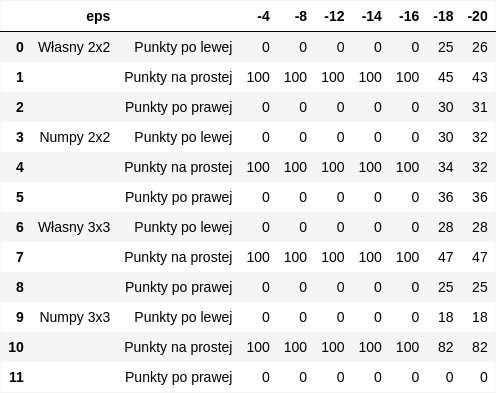 eps -4 -8 -12 -14 -16 -18 -20
0 Własny 2x2 Punkty po lewej 0 0 0 0 0 25 26
1 Punkty na prostej 100 100 100 100 100 45 43
2 Punkty po prawej 0 0 0 0 0 30 31
3 Numpy 2x2 Punkty po lewej 0 0 0 0 0 30 32
4 Punkty na prostej 100 100 100 100 100 34 32
5 Punkty po prawej 0 0 0 0 0 36 36
6 Własny 3x3 Punkty po lewej 0 0 0 0 0 28 28
7 Punkty na prostej 100 100 100 100 100 47 47
8 Punkty po prawej 0 0 0 0 0 25 25
9 Numpy 3x3 Punkty po lewej 0 0 0 0 0 18 18
10 Punkty na prostej 100 100 100 100 100 82 82
11 Punkty po prawej 0 0 0 0 0 0 0